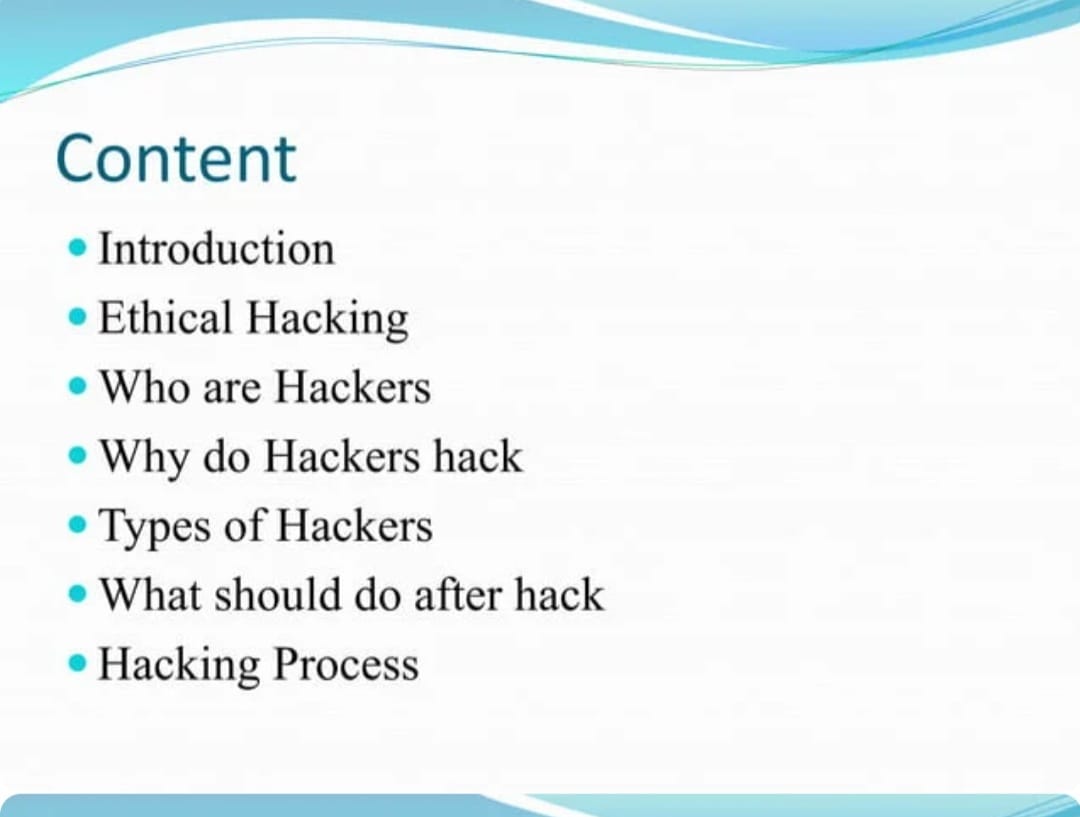 Content
Introduction
Ethical Hacking
Who are Hackers
Why do Hackers hack
Types of Hackers
What should do after hack
Hacking Process